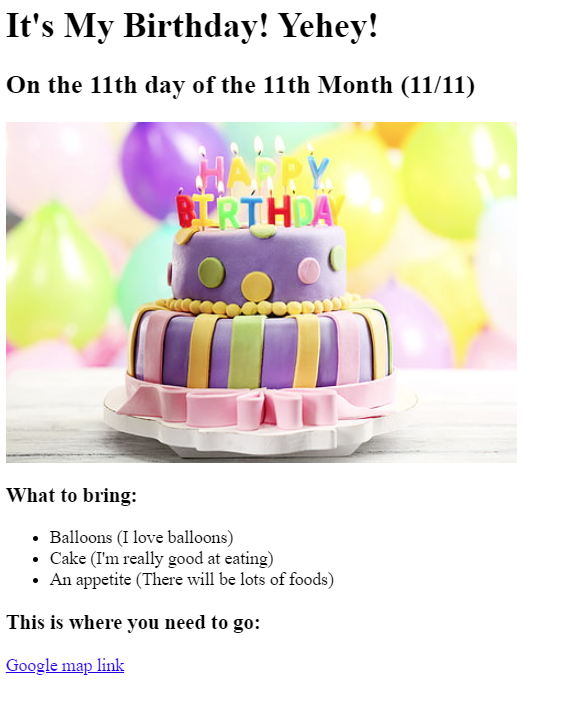 It's My Birthday! Yehey!
On the 11th day of the 11th Month (11/11)
HAPPY
BIRTHDAY
What to bring:
Balloons (I love balloons)
Cake (I'm really good at eating)
An appetite (There will be lots of foods)
This is where you need to go:
Google map link